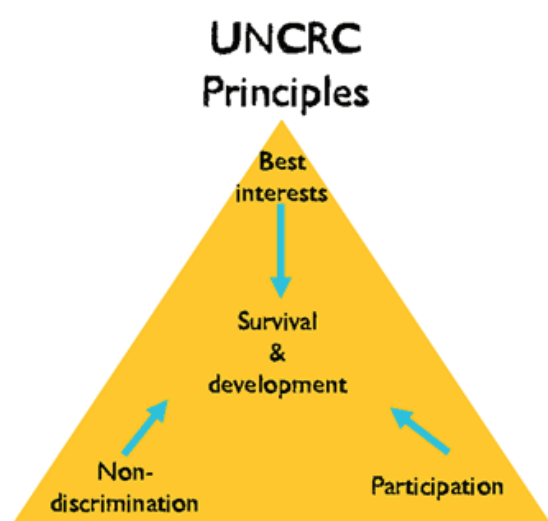 UNCRC
Principles
Best
interests
Survival
&
development
Non-
discrimination
Participation